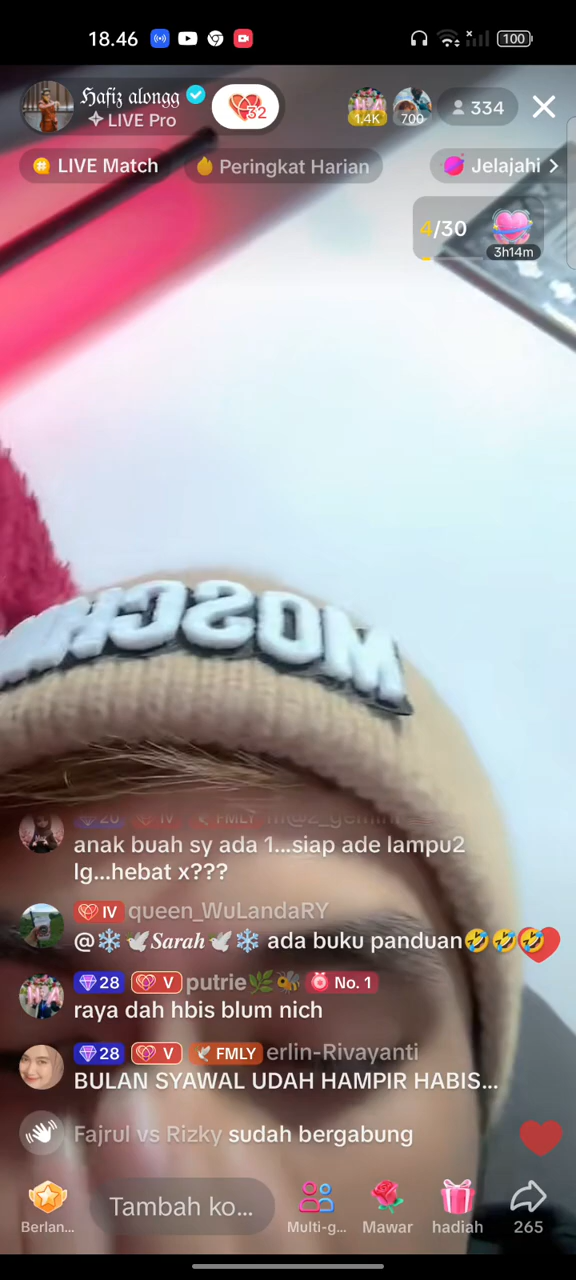 18.46
100
Hafiz alongg
LIVE Pro
32
1,4K
700
334
LIVE Match
Peringkat Harian
Jelajahi
4/30
3h14m
MOSCH
20 IV FMLY
anak buah sy ada 1...siap ade lampu2
lg...hebat x???
IV queen_WuLandaRY
@❄️🕊️Sarah🕊️❄️ ada buku panduan🤣🤣🤣
28 V putrie🌿🐝 No. 1
raya dah hbis blum nich
28 V FMLY erlin-Rivayanti
BULAN SYAWAL UDAH HAMPIR HABIS...
Fajrul vs Rizky sudah bergabung
Tambah ko...
Berlan...
Multi-g...
Mawar
hadiah
265